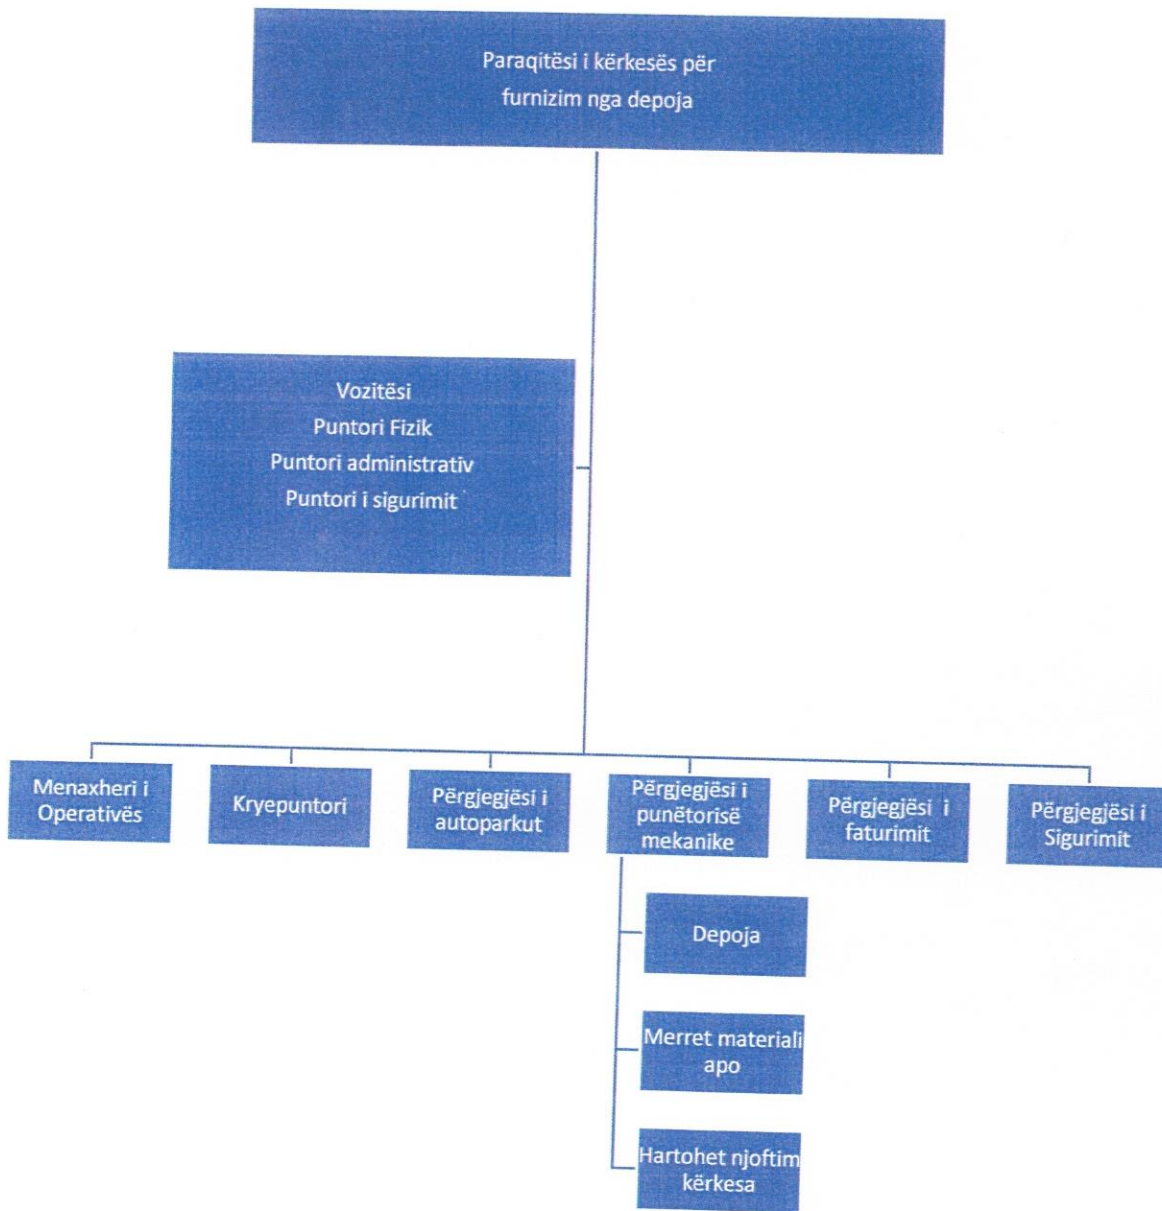 Paraqitësi i kërkesës për
furnizim nga depoja
Vozitësi
Puntori Fizik
Puntori administrativ
Puntori i sigurimit
Menaxheri i
Operativës
Kryepuntori
Përgjegjësi i
autoparkut
Përgjegjësi i
punëtorisë
mekanike
Përgjegjësi i
faturimit
Përgjegjësi i
Sigurimit
Depoja
Merret materiali
apo
Hartohet njoftim
kërkesa